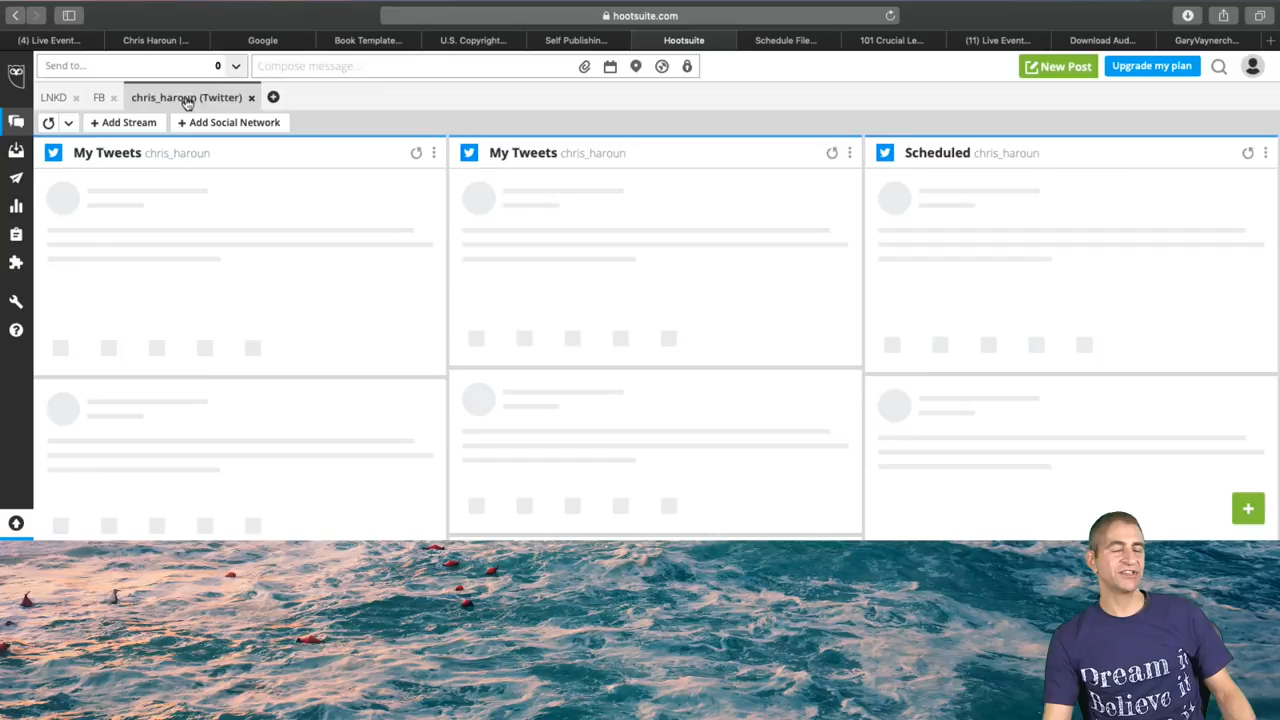 hootsuite.com
(4) Live Event... Chris Haroun |... Google Book Template... U.S. Copyright... Self Publishin... Hootsuite Schedule File... 101 Crucial Le... (11) Live Event... Download Aud... GaryVaynerch...
Send to... 0 Compose message... New Post Upgrade my plan
LNKD FB chris_haroun (Twitter)
+ Add Stream + Add Social Network
My Tweets chris_haroun My Tweets chris_haroun Scheduled chris_haroun
Dream it
Believe it